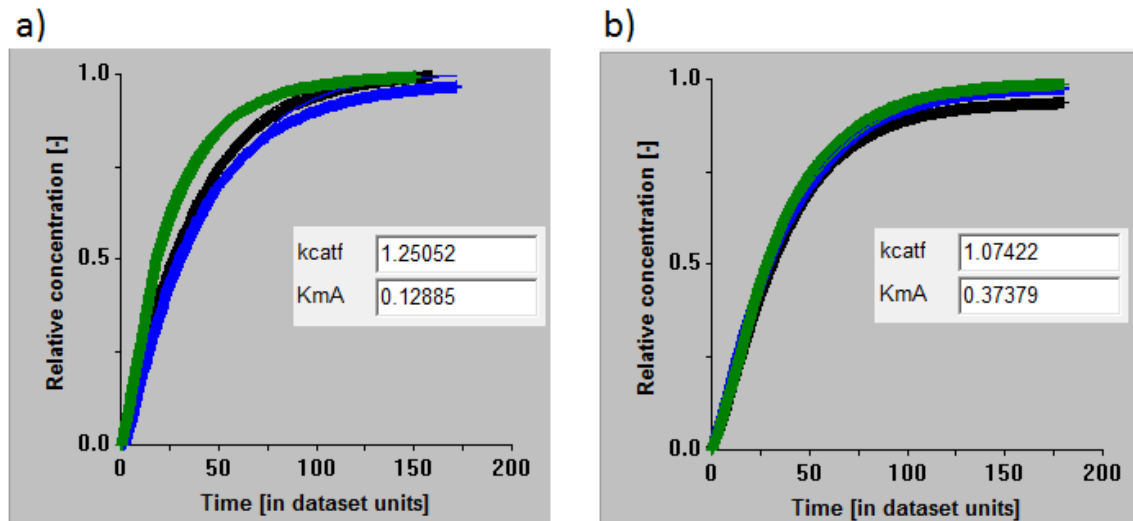 a)
1.0
0.5
0.0
Relative concentration [-]
kcatf 1.25052
KmA 0.12885
0 50 100 150 200
Time [in dataset units]
b)
1.0
0.5
0.0
Relative concentration [-]
kcatf 1.07422
KmA 0.37379
0 50 100 150 200
Time [in dataset units]